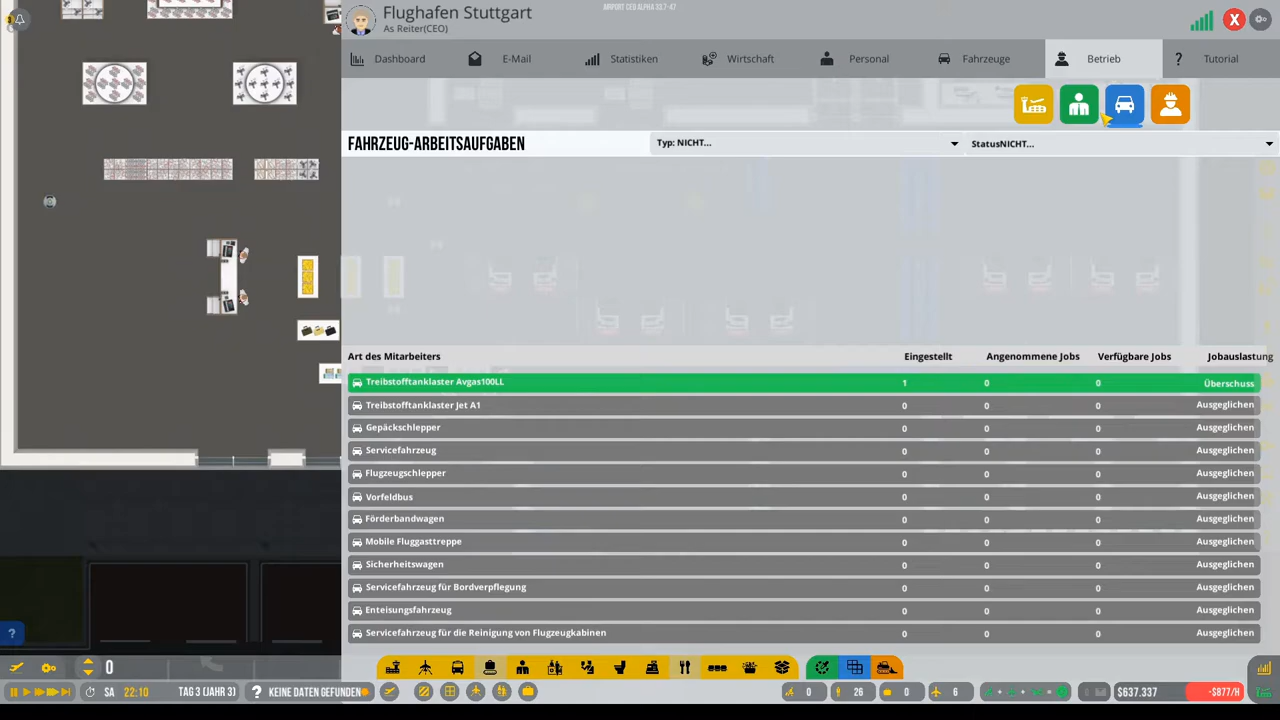 Flughafen Stuttgart
As Reiter(CEO)
AIRPORT CEO ALPHA 33.7-47
X
Dashboard
E-Mail
Statistiken
Wirtschaft
Personal
Fahrzeuge
Betrieb
? Tutorial
FAHRZEUG-ARBEITSAUFGABEN
Typ: NICHT...
StatusNICHT...
Art des Mitarbeiters Eingestellt Angenommene Jobs Verfügbare Jobs Jobauslastung
Treibstofftanklaster Avgas100LL 1 0 0 Überschuss
Treibstofftanklaster Jet A1 0 0 0 Ausgeglichen
Gepäckschlepper 0 0 0 Ausgeglichen
Servicefahrzeug 0 0 0 Ausgeglichen
Flugzeugschlepper 0 0 0 Ausgeglichen
Vorfeldbus 0 0 0 Ausgeglichen
Förderbandwagen 0 0 0 Ausgeglichen
Mobile Fluggasttreppe 0 0 0 Ausgeglichen
Sicherheitswagen 0 0 0 Ausgeglichen
Servicefahrzeug für Bordverpflegung 0 0 0 Ausgeglichen
Enteisungsfahrzeug 0 0 0 Ausgeglichen
Servicefahrzeug für die Reinigung von Flugzeugkabinen 0 0 0 Ausgeglichen
?
0
SA 22:10 TAG 3 (JAHR 3) ? KEINE DATEN GEFUNDEN 0 26 0 6 $637.337 -$877/H